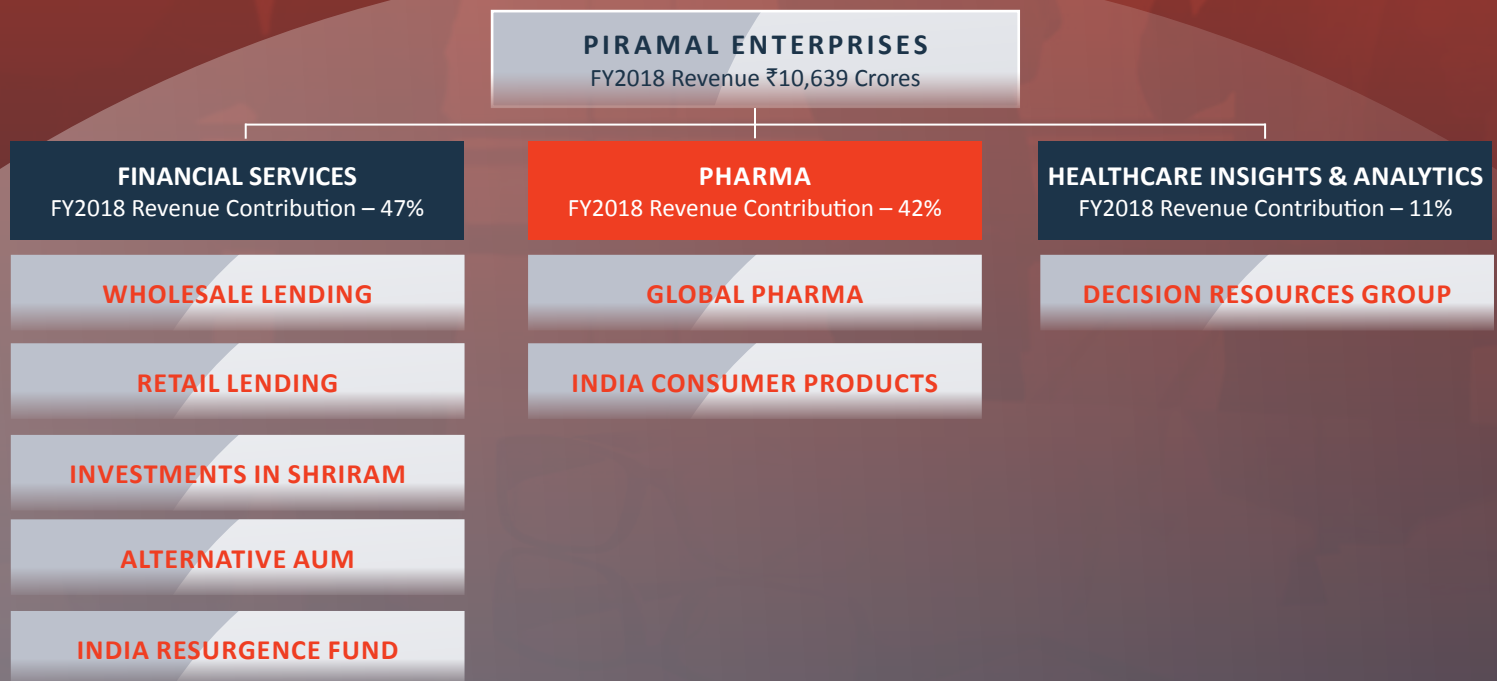 PIRAMAL ENTERPRISES
FY2018 Revenue ₹10,639 Crores
FINANCIAL SERVICES
FY2018 Revenue Contribution – 47%
WHOLESALE LENDING
RETAIL LENDING
INVESTMENTS IN SHRIRAM
ALTERNATIVE AUM
INDIA RESURGENCE FUND
PHARMA
FY2018 Revenue Contribution – 42%
GLOBAL PHARMA
INDIA CONSUMER PRODUCTS
HEALTHCARE INSIGHTS & ANALYTICS
FY2018 Revenue Contribution – 11%
DECISION RESOURCES GROUP